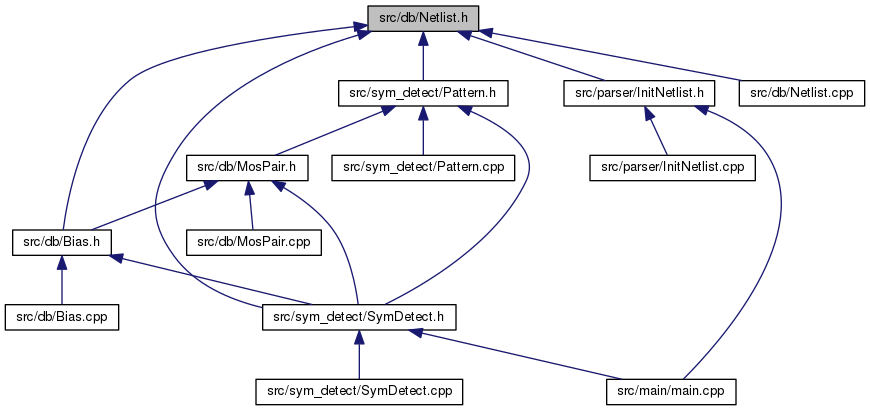 src/db/Netlist.h
src/sym_detect/Pattern.h
src/parser/InitNetlist.h
src/db/Netlist.cpp
src/db/MosPair.h
src/sym_detect/Pattern.cpp
src/parser/InitNetlist.cpp
src/db/Bias.h
src/db/MosPair.cpp
src/db/Bias.cpp
src/sym_detect/SymDetect.h
src/sym_detect/SymDetect.cpp
src/main/main.cpp